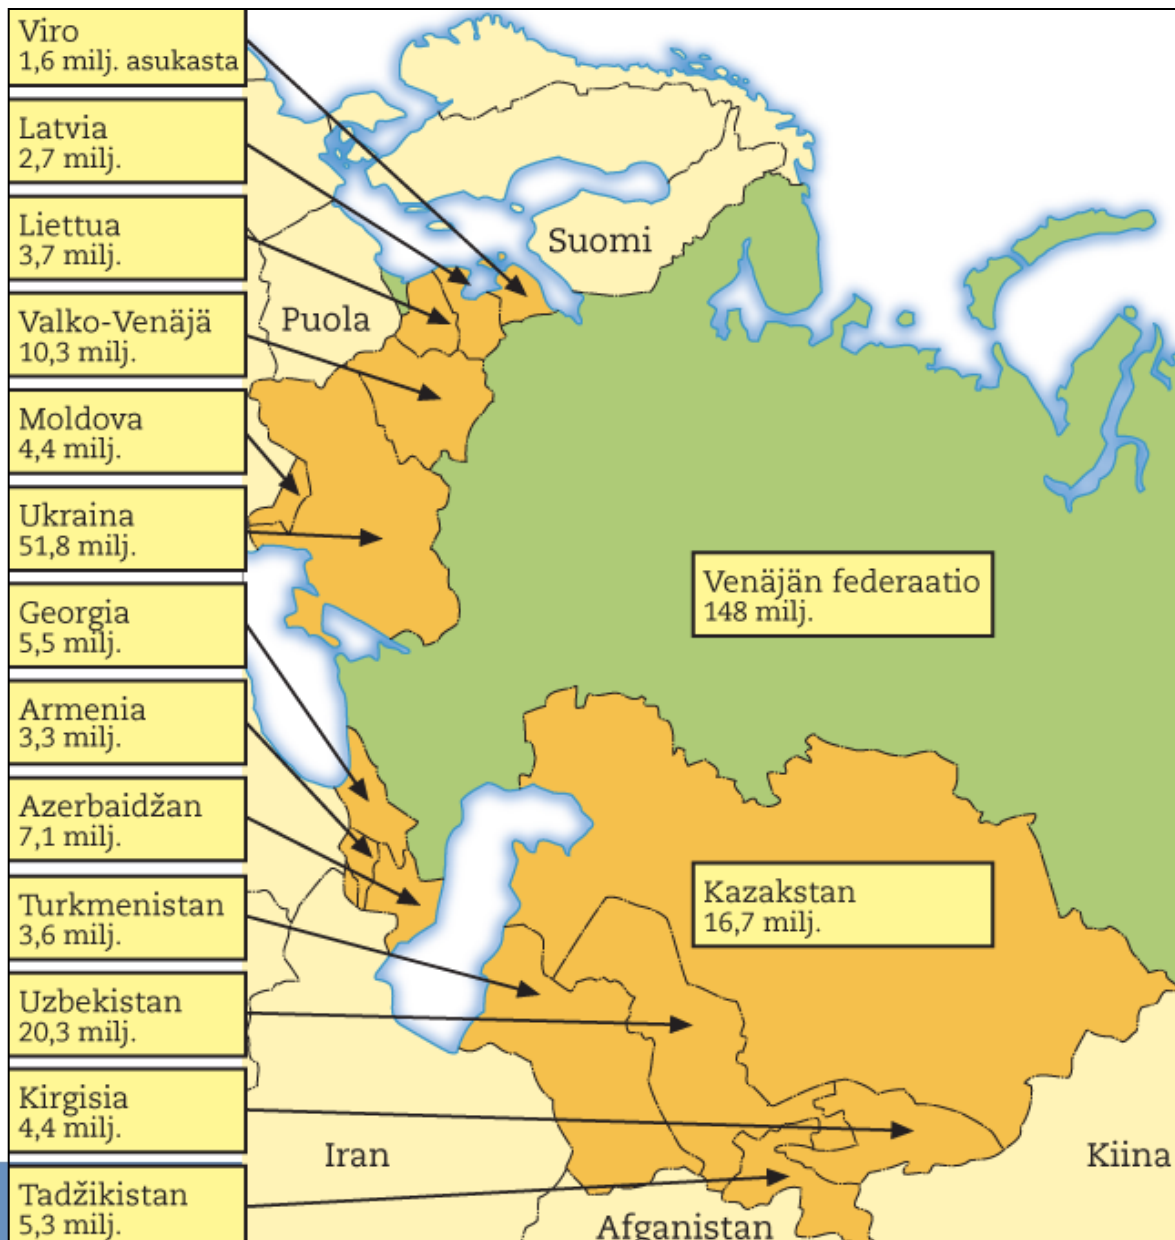 Viro
1,6 milj. asukasta
Latvia
2,7 milj.
Liettua
3,7 milj.
Valko-Venäjä
10,3 milj.
Moldova
4,4 milj.
Ukraina
51,8 milj.
Georgia
5,5 milj.
Armenia
3,3 milj.
Azerbaidžan
7,1 milj.
Turkmenistan
3,6 milj.
Uzbekistan
20,3 milj.
Kirgisia
4,4 milj.
Tadžikistan
5,3 milj.
Suomi
Puola
Venäjän federaatio
148 milj.
Kazakstan
16,7 milj.
Iran
Kiina
Afganistan